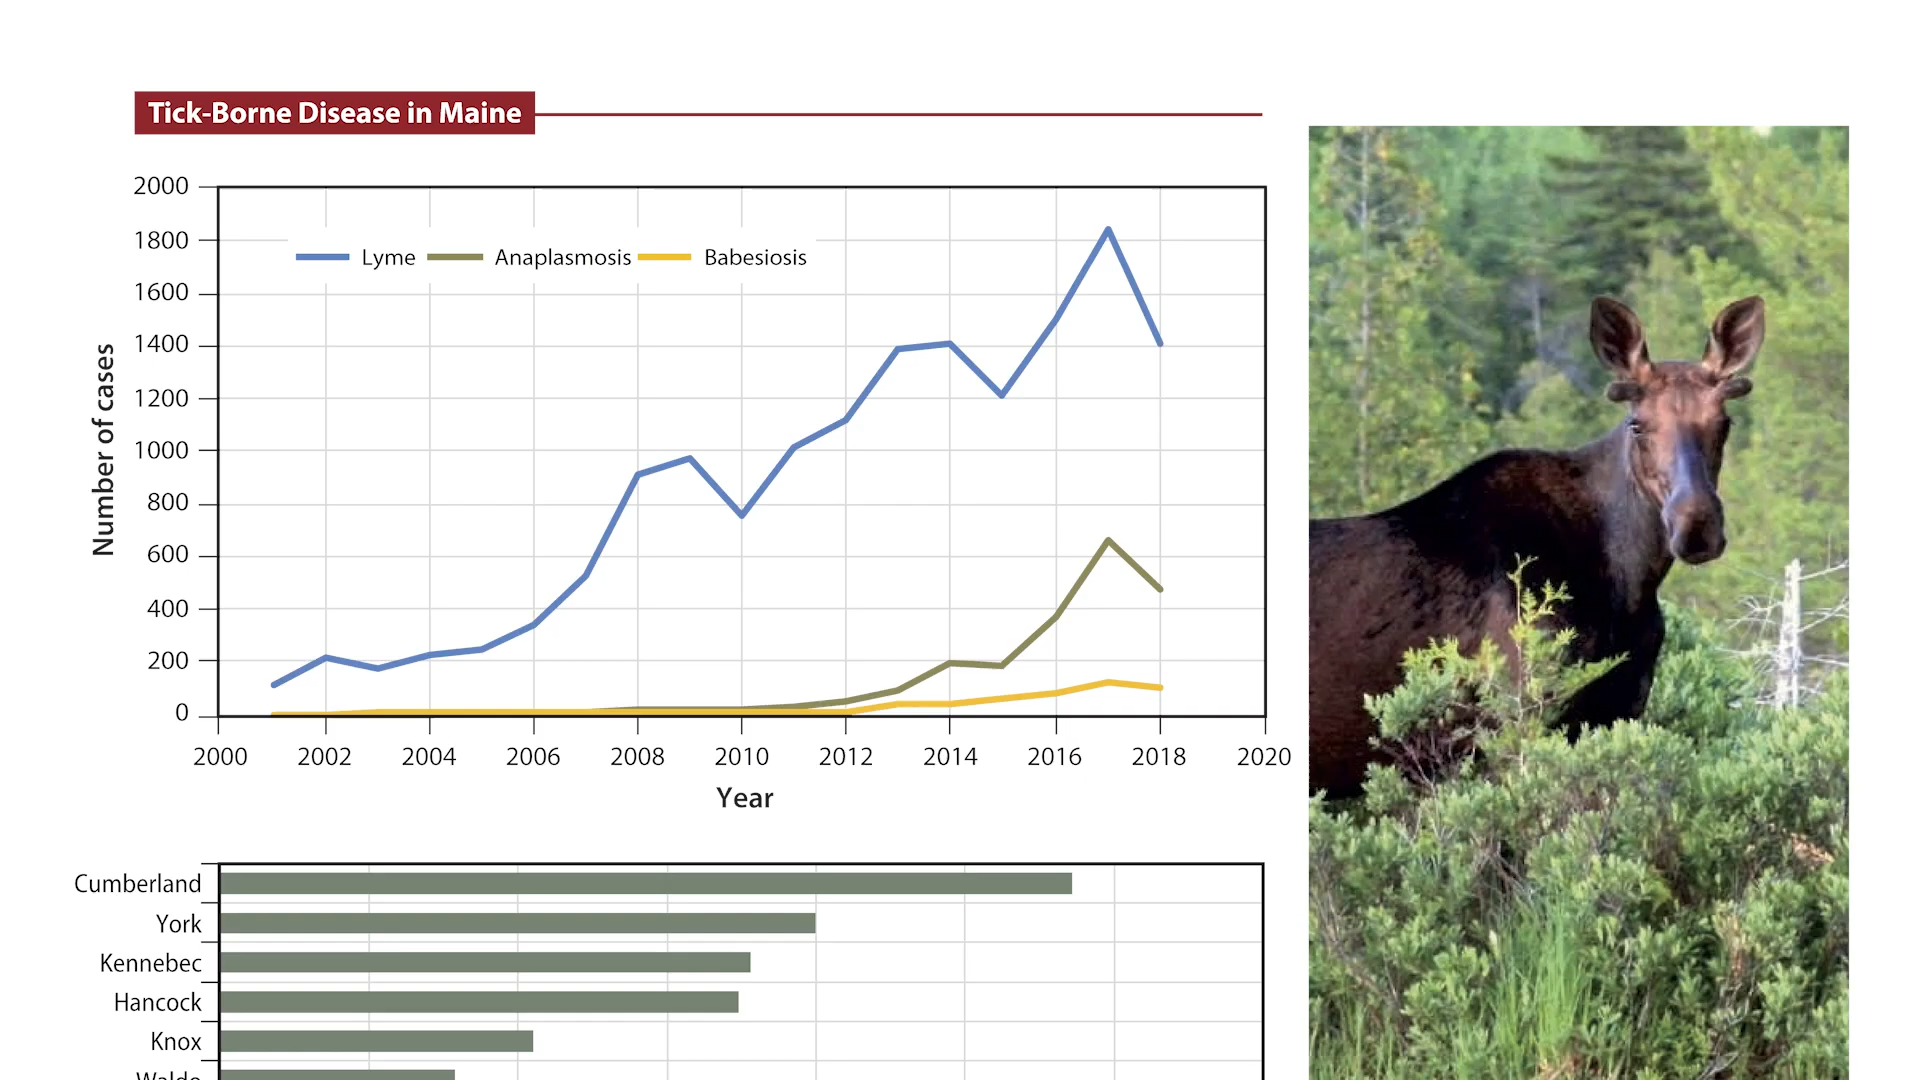 Tick-Borne Disease in Maine
2000
1800
1600
1400
1200
1000
800
600
400
200
0
Number of cases
Lyme Anaplasmosis Babesiosis
2000 2002 2004 2006 2008 2010 2012 2014 2016 2018 2020
Year
Cumberland
York
Kennebec
Hancock
Knox
Waldo